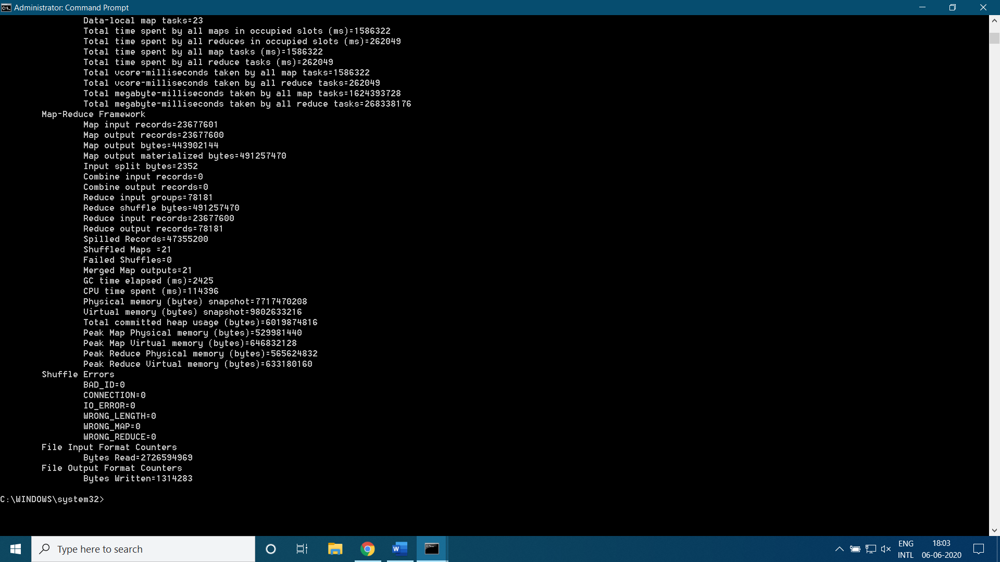 Administrator: Command Prompt
Data-local map tasks=23
Total time spent by all maps in occupied slots (ms)=1586322
Total time spent by all reduces in occupied slots (ms)=262049
Total time spent by all map tasks (ms)=1586322
Total time spent by all reduce tasks (ms)=262049
Total vcore-milliseconds taken by all map tasks=1586322
Total vcore-milliseconds taken by all reduce tasks=262049
Total megabyte-milliseconds taken by all map tasks=1624393728
Total megabyte-milliseconds taken by all reduce tasks=268338176
Map-Reduce Framework
Map input records=23677601
Map output records=23677600
Map output bytes=443902144
Map output materialized bytes=491257470
Input split bytes=2352
Combine input records=0
Combine output records=0
Reduce input groups=78181
Reduce shuffle bytes=491257470
Reduce input records=23677600
Reduce output records=78181
Spilled Records=47355200
Shuffled Maps =21
Failed Shuffles=0
Merged Map outputs=21
GC time elapsed (ms)=2425
CPU time spent (ms)=114396
Physical memory (bytes) snapshot=7717470208
Virtual memory (bytes) snapshot=9802633216
Total committed heap usage (bytes)=6019874816
Peak Map Physical memory (bytes)=529981440
Peak Map Virtual memory (bytes)=646832128
Peak Reduce Physical memory (bytes)=565624832
Peak Reduce Virtual memory (bytes)=633180160
Shuffle Errors
BAD_ID=0
CONNECTION=0
IO_ERROR=0
WRONG_LENGTH=0
WRONG_MAP=0
WRONG_REDUCE=0
File Input Format Counters
Bytes Read=2726594969
File Output Format Counters
Bytes Written=1314283
C:\WINDOWS\system32>
Type here to search
ENG 18:03
INTL 06-06-2020